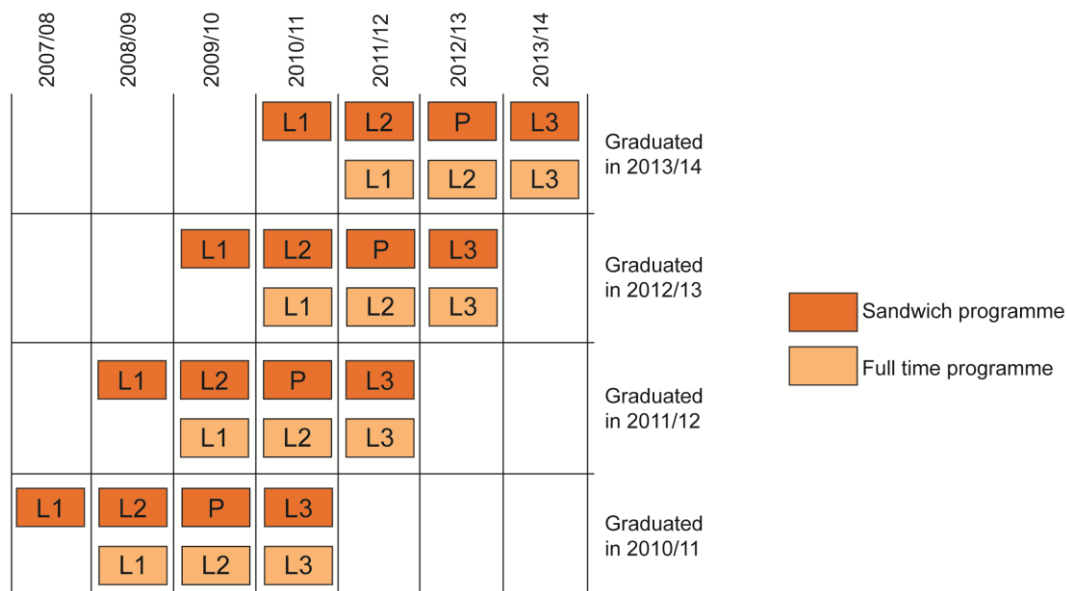 2007/08 2008/09 2009/10 2010/11 2011/12 2012/13 2013/14
L1 L2 P L3
Graduated
in 2013/14
L1 L2 L3
L1 L2 P L3
Graduated
in 2012/13
L1 L2 L3
Sandwich programme
Full time programme
L1 L2 P L3
Graduated
in 2011/12
L1 L2 L3
L1 L2 P L3
Graduated
in 2010/11
L1 L2 L3